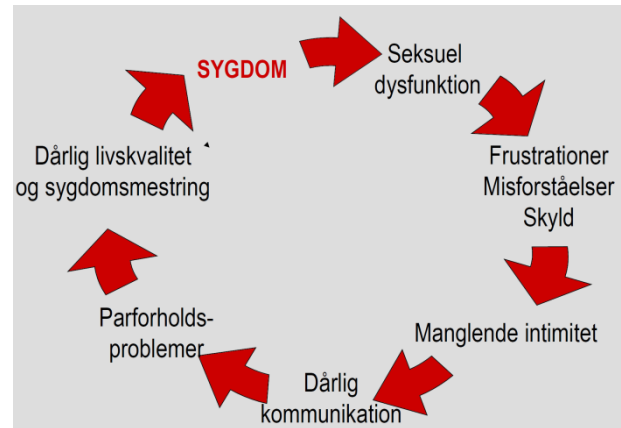 SYGDOM
Seksuel
dysfunktion
Frustrationer
Misforståelser
Skyld
Manglende intimitet
Dårlig
kommunikation
Parforholds-
problemer
Dårlig livskvalitet
og sygdomsmestring